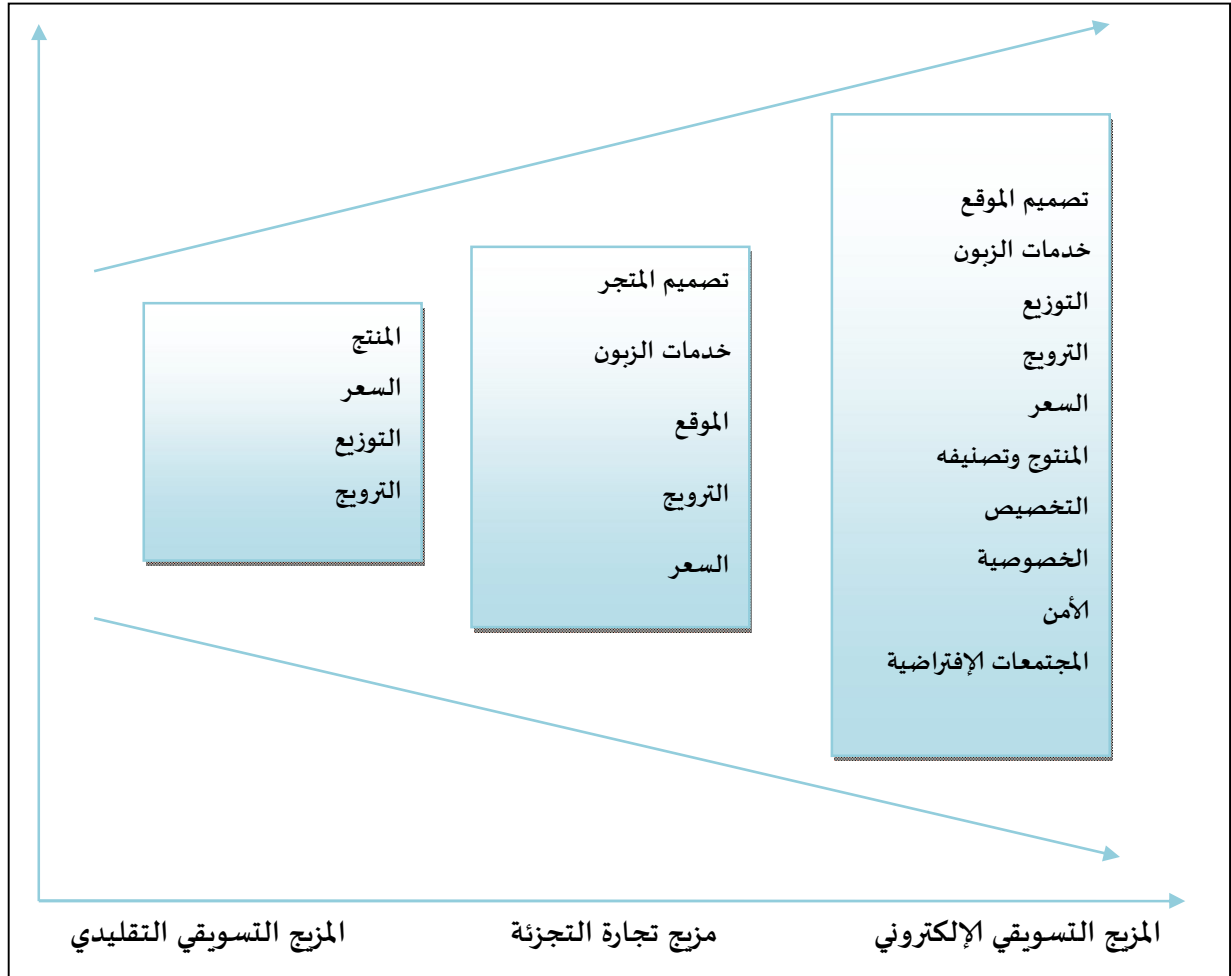 المنتج
السعر
التوزيع
الترويج
تصميم المتجر
خدمات الزبون
الموقع
الترويج
السعر
تصميم الموقع
خدمات الزبون
التوزيع
الترويج
السعر
المنتوج وتصنيفه
التخصيص
الخصوصية
الأمن
المجتمعات الإفتراضية
المزيج التسويقي التقليدي
مزيج تجارة التجزئة
المزيج التسويقي الإلكتروني